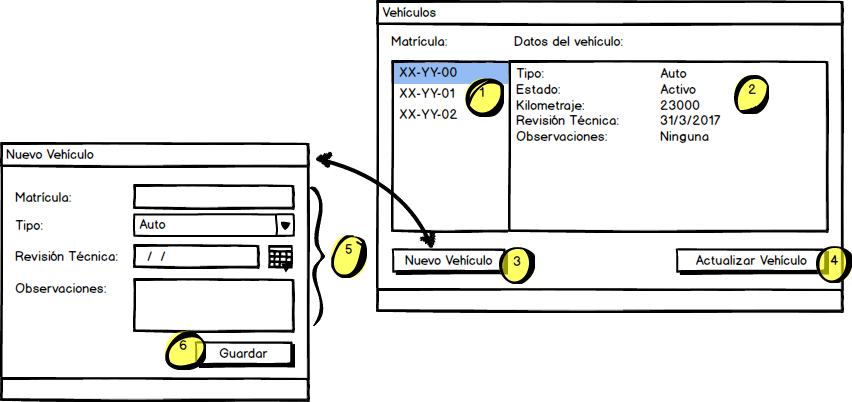 Vehículos
Matrícula:
Datos del vehículo:
XX-YY-00
XX-YY-01
XX-YY-02
1
Tipo: Auto
Estado: Activo
Kilometraje: 23000
Revisión Técnica: 31/3/2017
Observaciones: Ninguna
2
Nuevo Vehículo
3
Actualizar Vehículo
4
Nuevo Vehículo
Matrícula:
Tipo: Auto
Revisión Técnica: / /
Observaciones:
5
6
Guardar